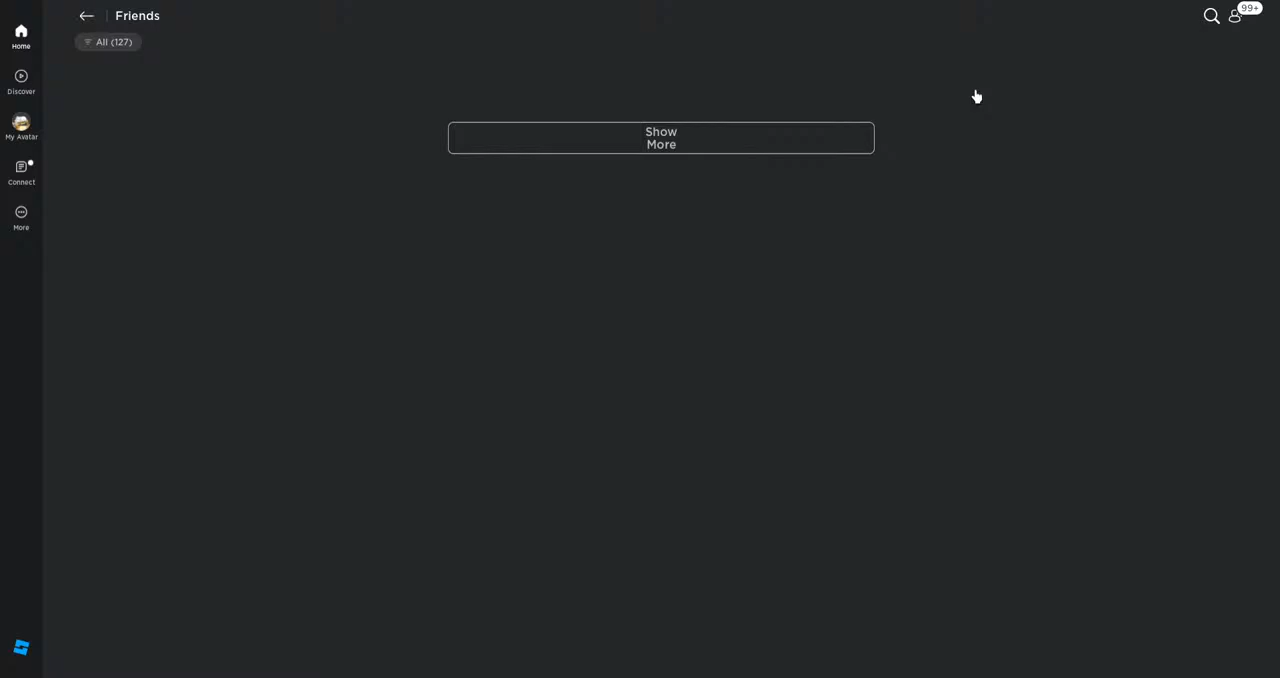 Friends
99+
All (127)
Home
Discover
My Avatar
Connect
More
Show
More